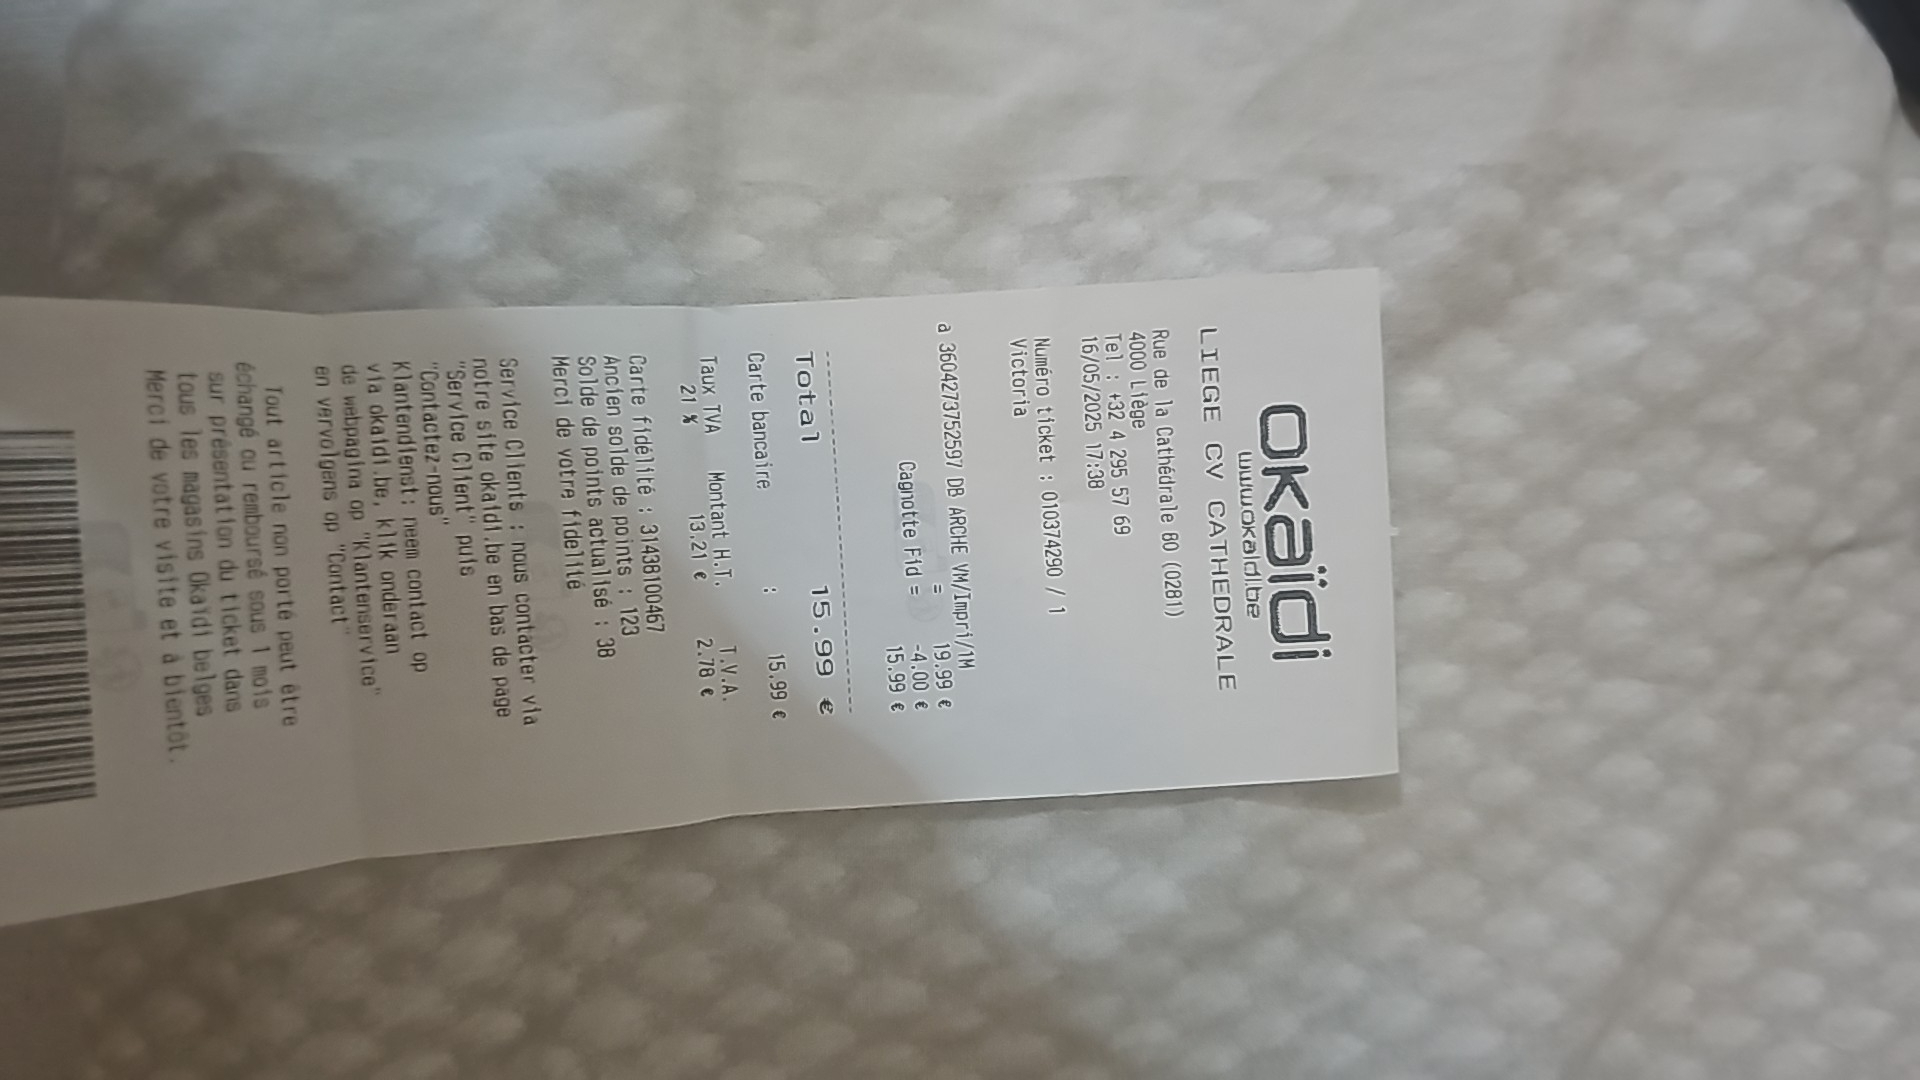 okaïdi
www.okaidi.be
LIEGE CV CATHEDRALE
Rue de la Cathédrale 80 (0281)
4000 Liège
Tel : +32 4 295 57 69
16/05/2025 17:38
Numéro ticket : 010374290 / 1
Victoria
a 3604273752597 DB ARCHE VM/Impri/1M
= 19.99 €
-4.00 €
Cagnotte Fid = 15.99 €
Total 15.99 €
Carte bancaire : 15.99 €
Taux TVA Montant H.T. T.V.A.
21 % 13.21 € 2.78 €
Carte fidélité : 31438100467
Ancien solde de points : 123
Solde de points actualisé : 38
Merci de votre fidelité
Service Clients : nous contacter via
notre site okaidi.be en bas de page
"Service Client" puis
"Contactez-nous"
Klantendienst: neem contact op
via okaidi.be, klik onderaan
de webpagina op "Klantenservice"
en vervolgens op "Contact"
Tout article non porté peut être
échangé ou remboursé sous 1 mois
sur présentation du ticket dans
tous les magasins Okaïdi belges
Merci de votre visite et à bientôt.